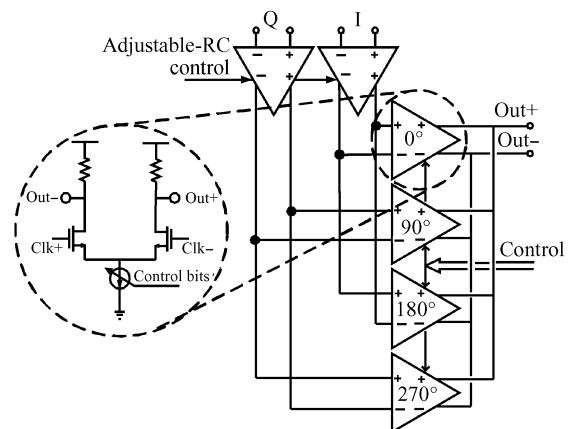 Q I
Adjustable-RC
control
− + − +
− + − +
Out+
Out−
+ +
0°
− −
Out− Out+
Clk+ Clk−
Control bits
+ +
90°
− −
Control
+ +
180°
− −
+ +
270°
− −